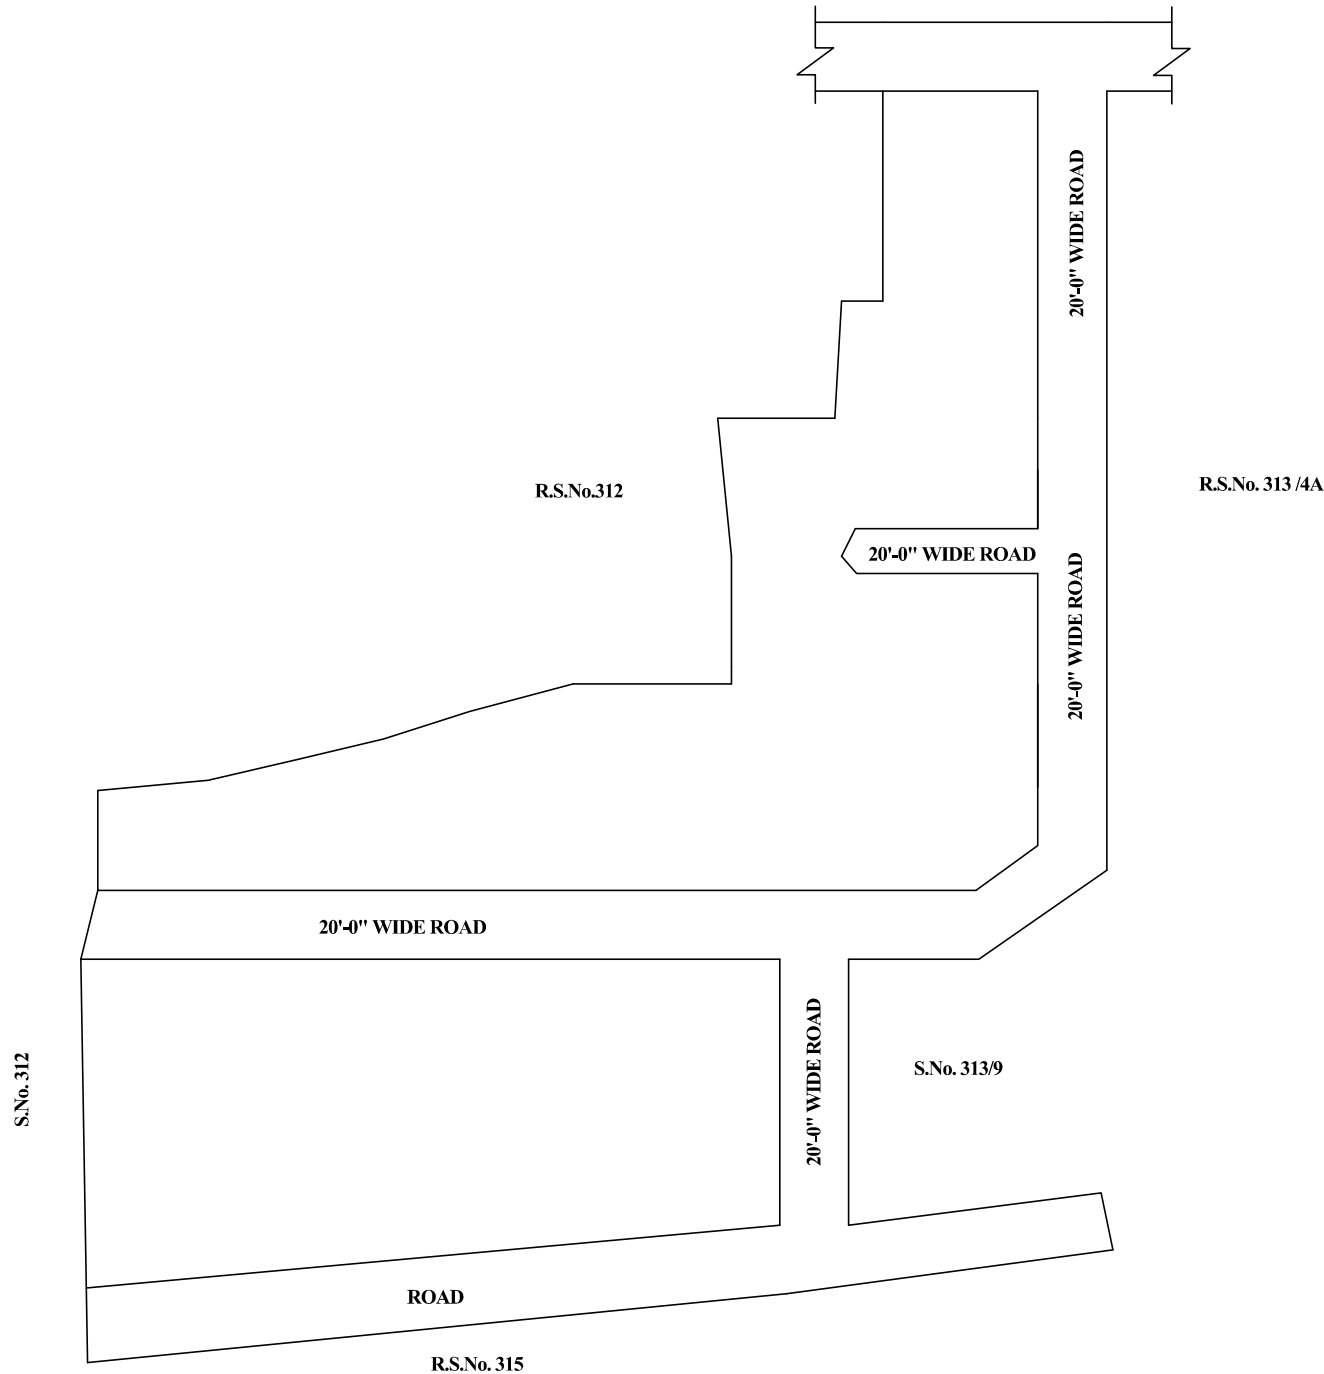 20'-0" WIDE ROAD
R.S.No.312
R.S.No. 313 /4A
20'-0" WIDE ROAD
20'-0" WIDE ROAD
20'-0" WIDE ROAD
20'-0" WIDE ROAD
S.No. 312
S.No. 313/9
ROAD
R.S.No. 315